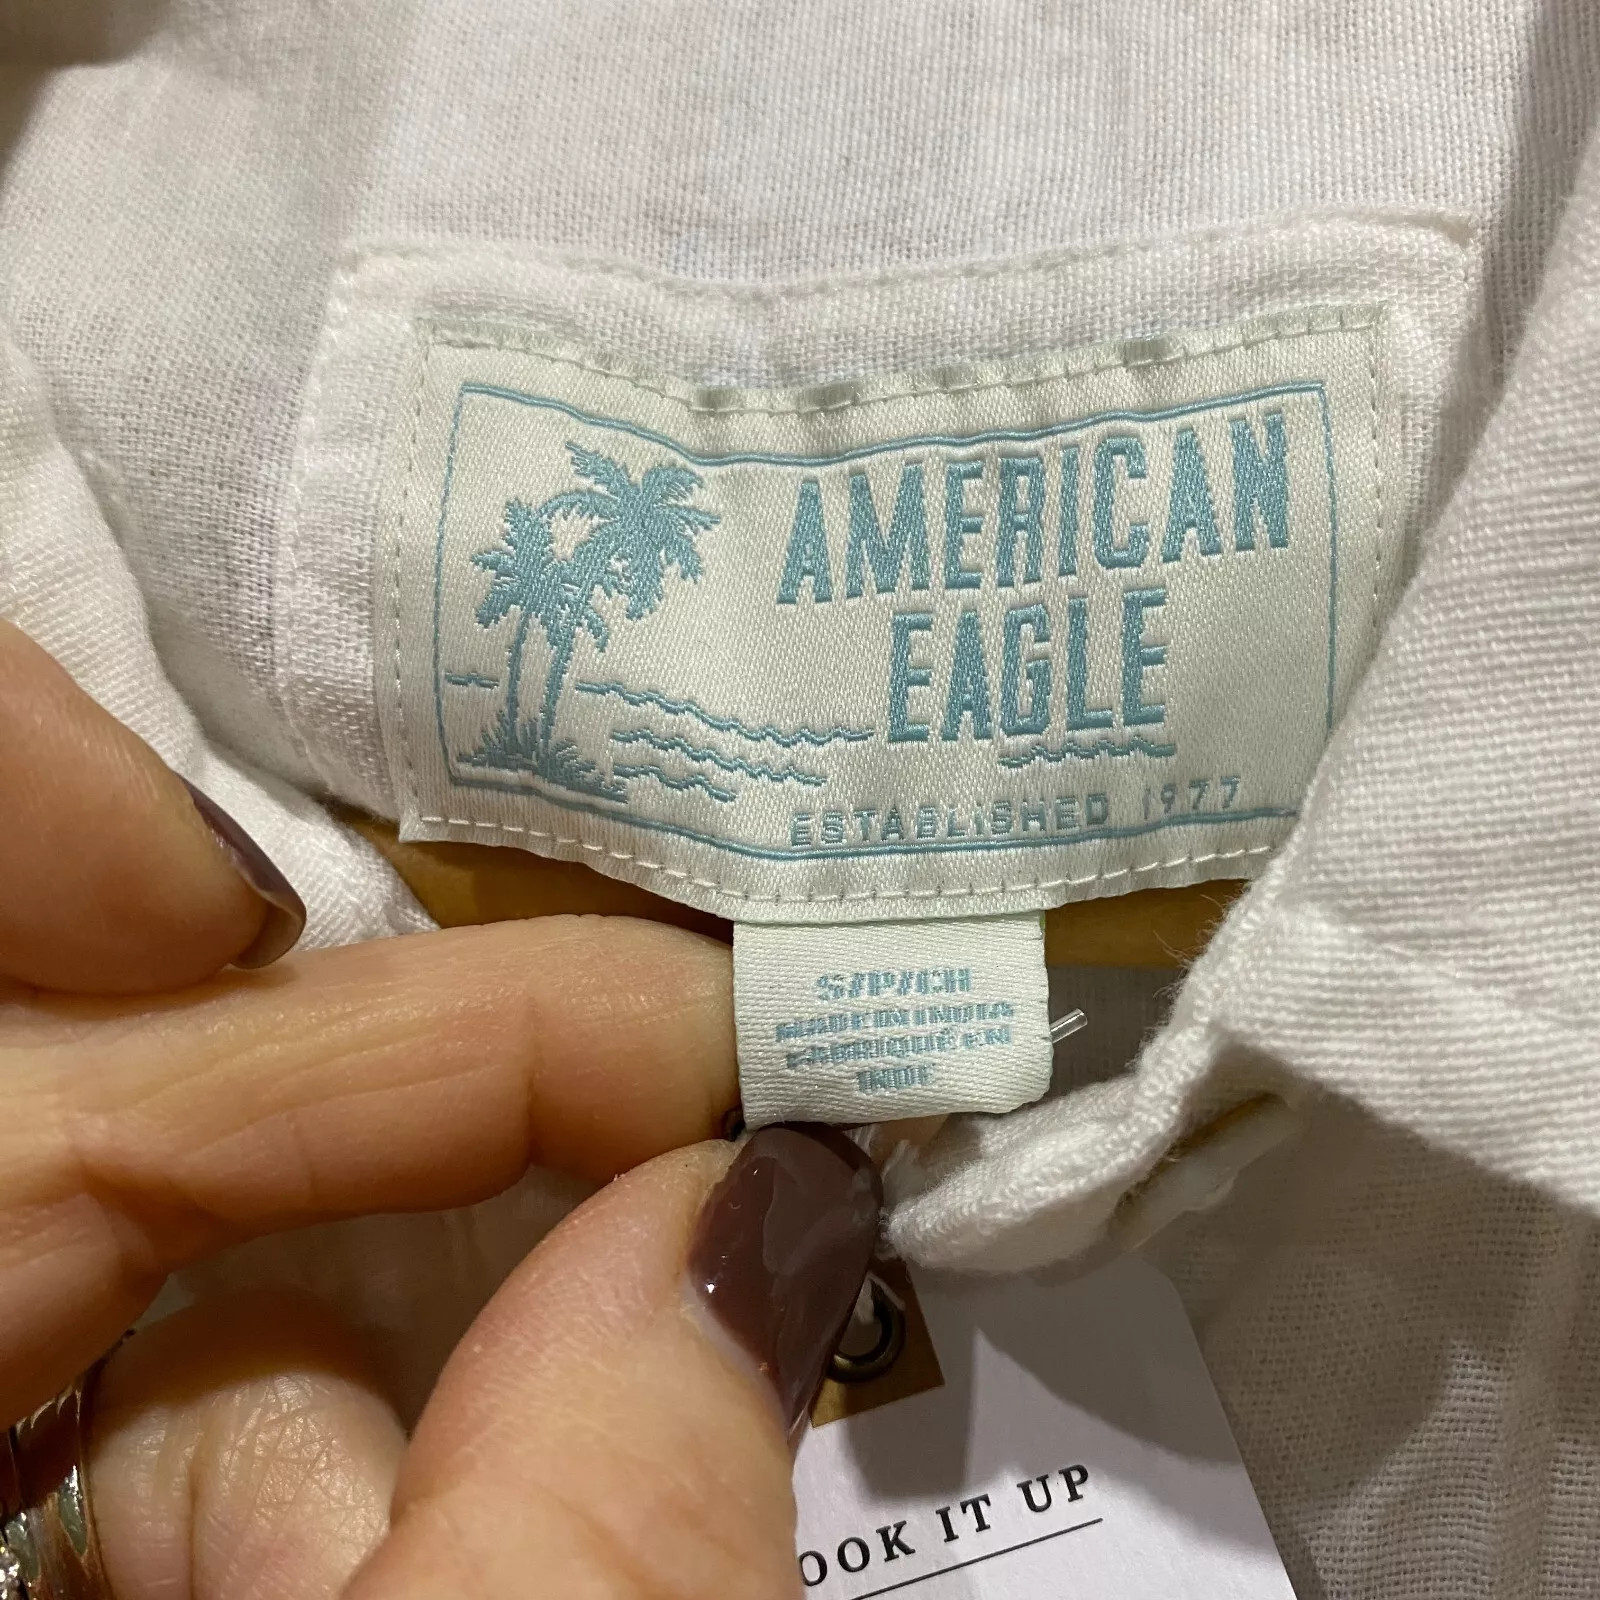 AMERICAN
EAGLE
ESTABLISHED 1977
S/P/CH
MADE IN INDIA
FABRIQUÉ EN
INDE
OOK IT UP